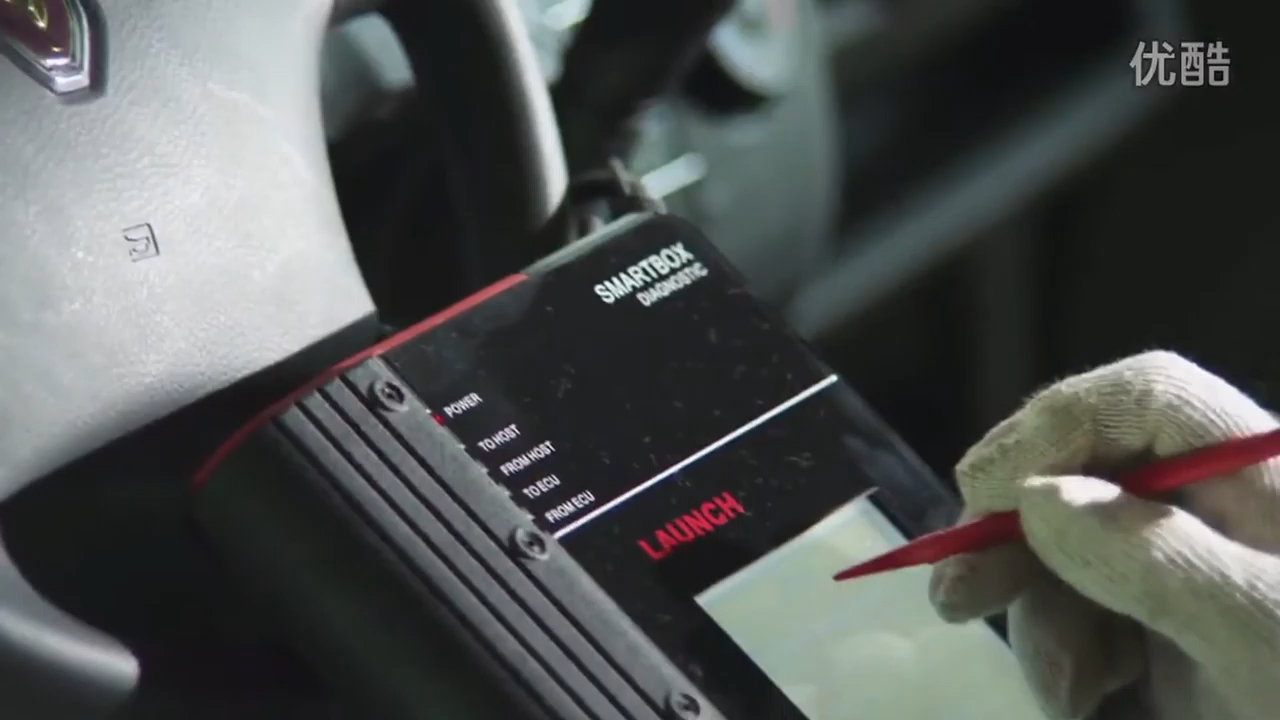 优酷
SMARTBOX
DIAGNOSTIC
POWER
TO HOST
FROM HOST
TO ECU
FROM ECU
LAUNCH